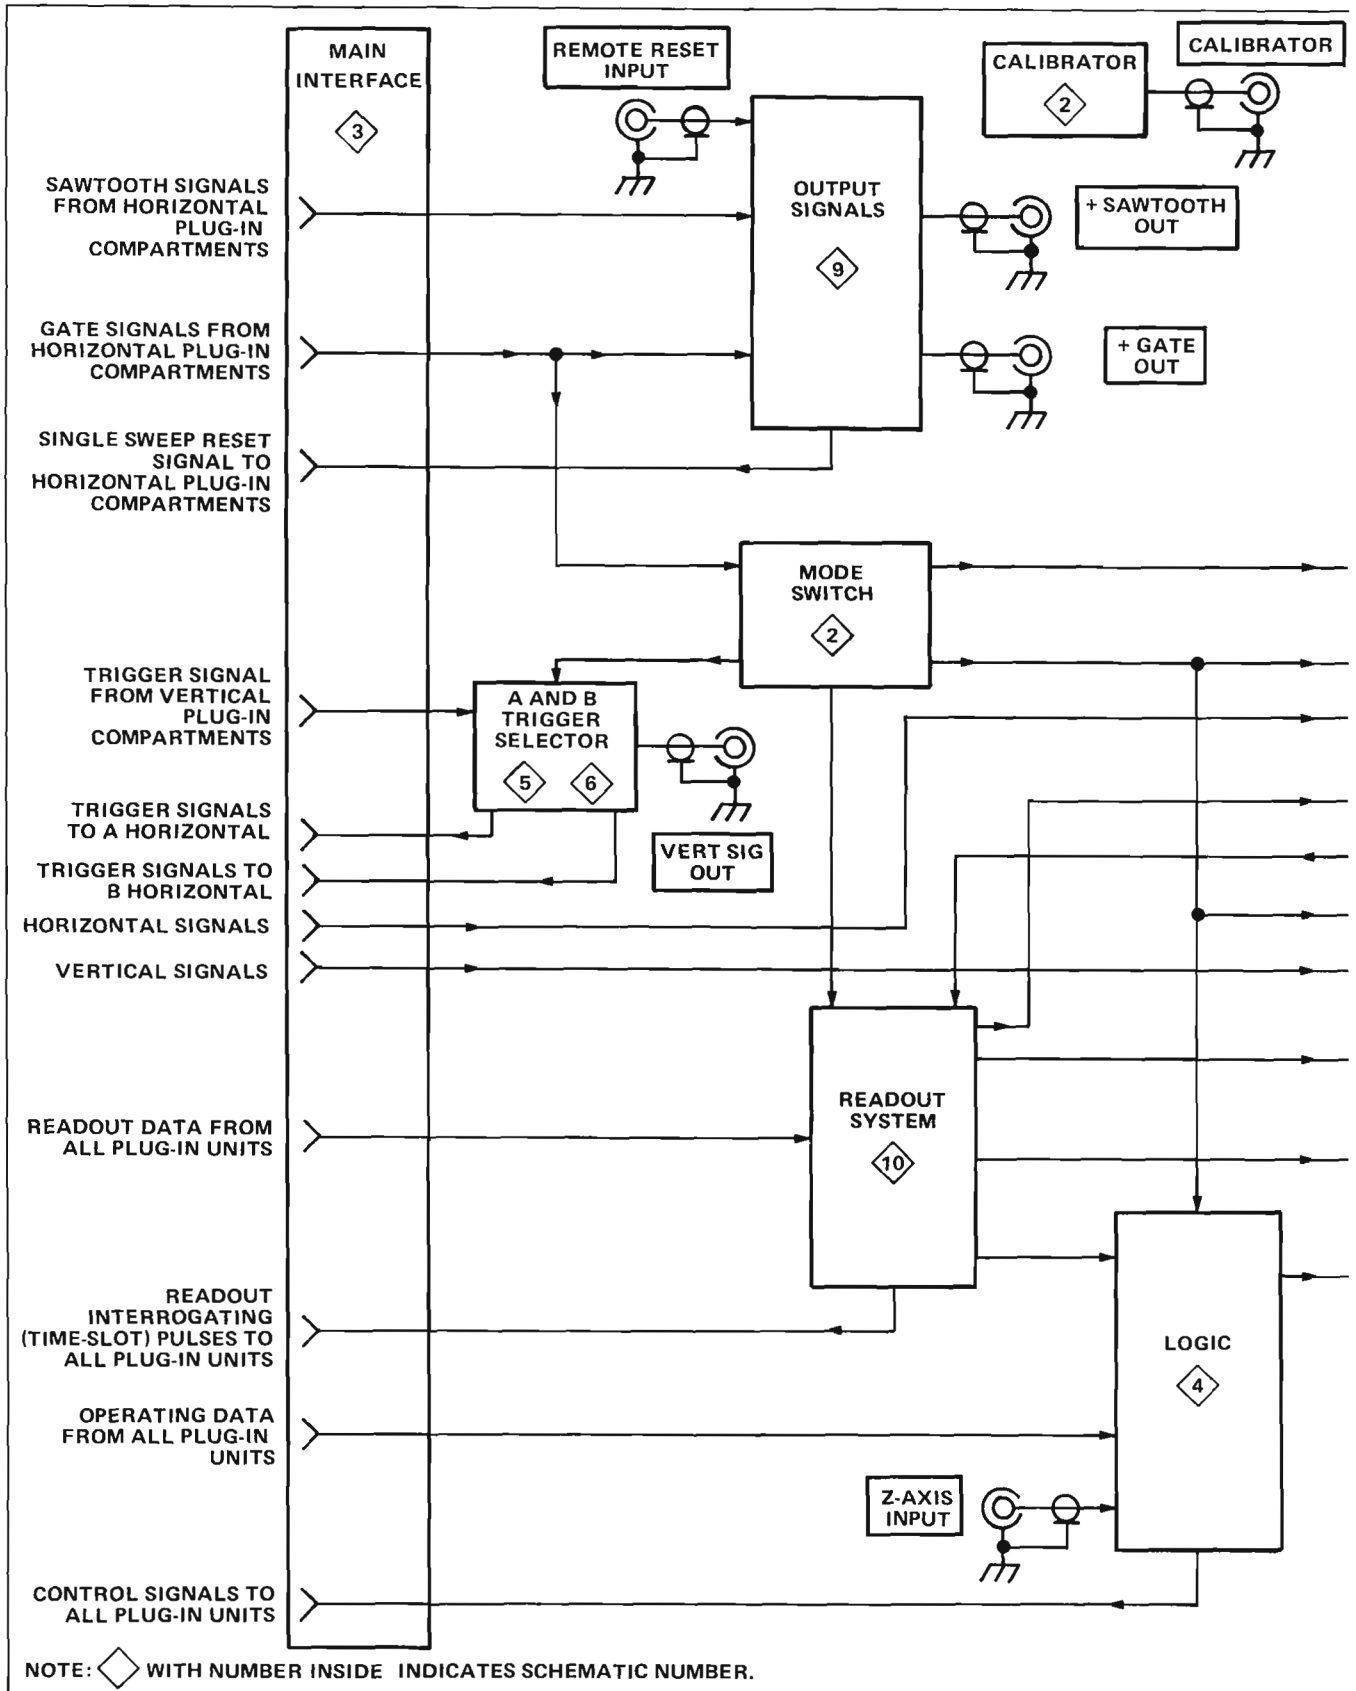 MAIN
INTERFACE
3
REMOTE RESET
INPUT
CALIBRATOR
2
CALIBRATOR
SAWTOOTH SIGNALS
FROM HORIZONTAL
PLUG-IN
COMPARTMENTS
OUTPUT
SIGNALS
9
+ SAWTOOTH
OUT
GATE SIGNALS FROM
HORIZONTAL PLUG-IN
COMPARTMENTS
+ GATE
OUT
SINGLE SWEEP RESET
SIGNAL TO
HORIZONTAL PLUG-IN
COMPARTMENTS
MODE
SWITCH
2
TRIGGER SIGNAL
FROM VERTICAL
PLUG-IN
COMPARTMENTS
A AND B
TRIGGER
SELECTOR
5 6
TRIGGER SIGNALS
TO A HORIZONTAL
VERT SIG
OUT
TRIGGER SIGNALS TO
B HORIZONTAL
HORIZONTAL SIGNALS
VERTICAL SIGNALS
READOUT
SYSTEM
10
READOUT DATA FROM
ALL PLUG-IN UNITS
READOUT
INTERROGATING
(TIME-SLOT) PULSES TO
ALL PLUG-IN UNITS
LOGIC
4
OPERATING DATA
FROM ALL PLUG-IN
UNITS
Z-AXIS
INPUT
CONTROL SIGNALS TO
ALL PLUG-IN UNITS
NOTE: WITH NUMBER INSIDE INDICATES SCHEMATIC NUMBER.